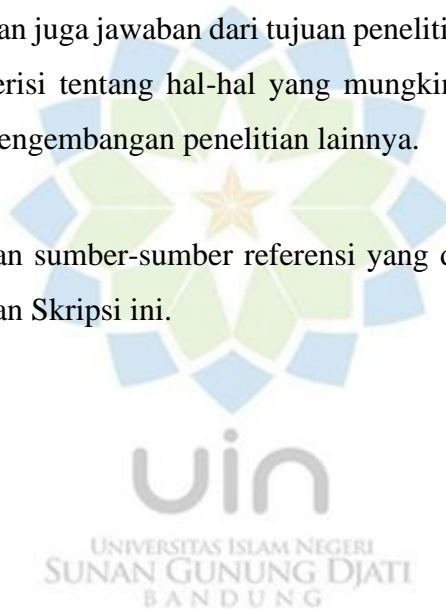 an juga jawaban dari tujuan peneliti
erisi tentang hal-hal yang mungkin
engembangan penelitian lainnya.
an sumber-sumber referensi yang
an Skripsi ini.
uin
UNIVERSITAS ISLAM NEGERI
SUNAN GUNUNG DJATI
BANDUNG